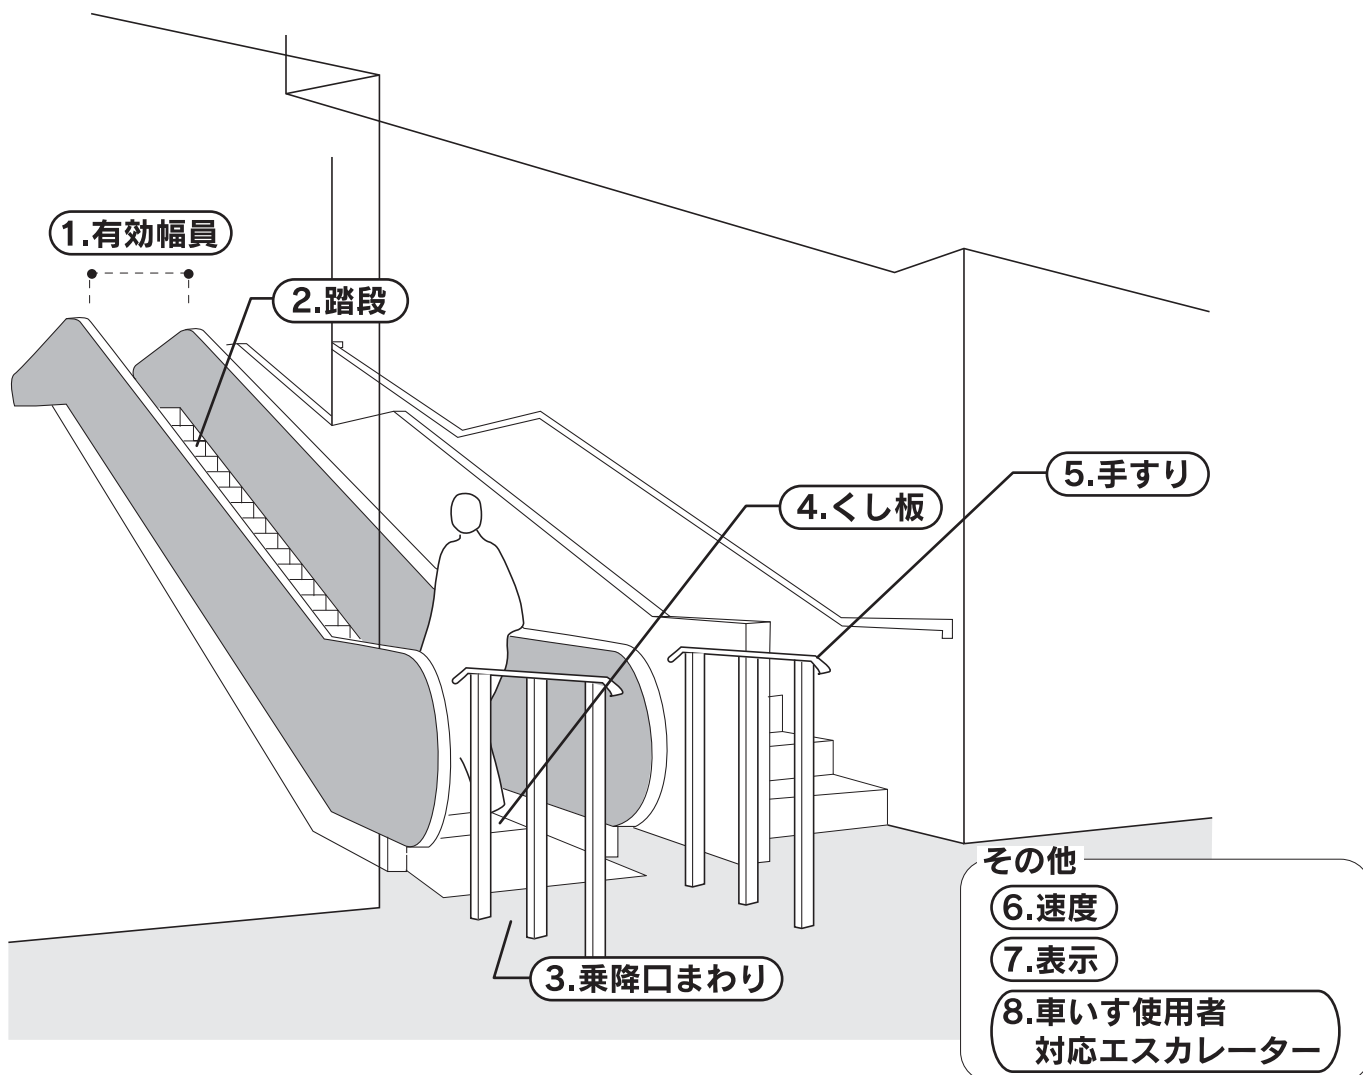 1.有効幅員
2.踏段
5.手すり
4.くし板
3.乗降口まわり
その他
6.速度
7.表示
8.車いす使用者
対応エスカレーター